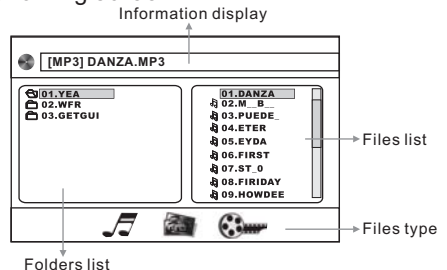 Information display
[MP3] DANZA.MP3
01.YEA
02.WFR
03.GETGUI
01.DANZA
02.M__B__
03.PUEDE_
04.ETER
05.EYDA
06.FIRST
07.ST_0
08.FIRIDAY
09.HOWDEE
Files list
Files type
Folders list